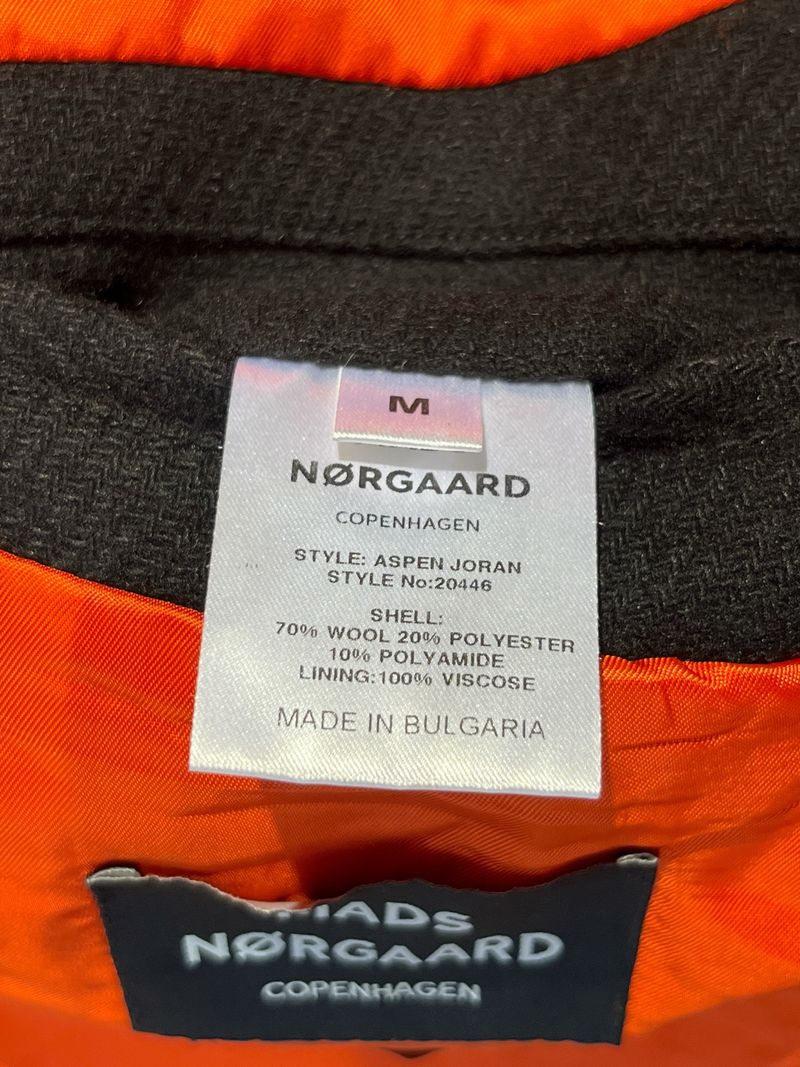 M
NØRGAARD
COPENHAGEN
STYLE: ASPEN JORAN
STYLE No:20446
SHELL:
70% WOOL 20% POLYESTER
10% POLYAMIDE
LINING:100% VISCOSE
MADE IN BULGARIA
MADS
NØRGAARD
COPENHAGEN